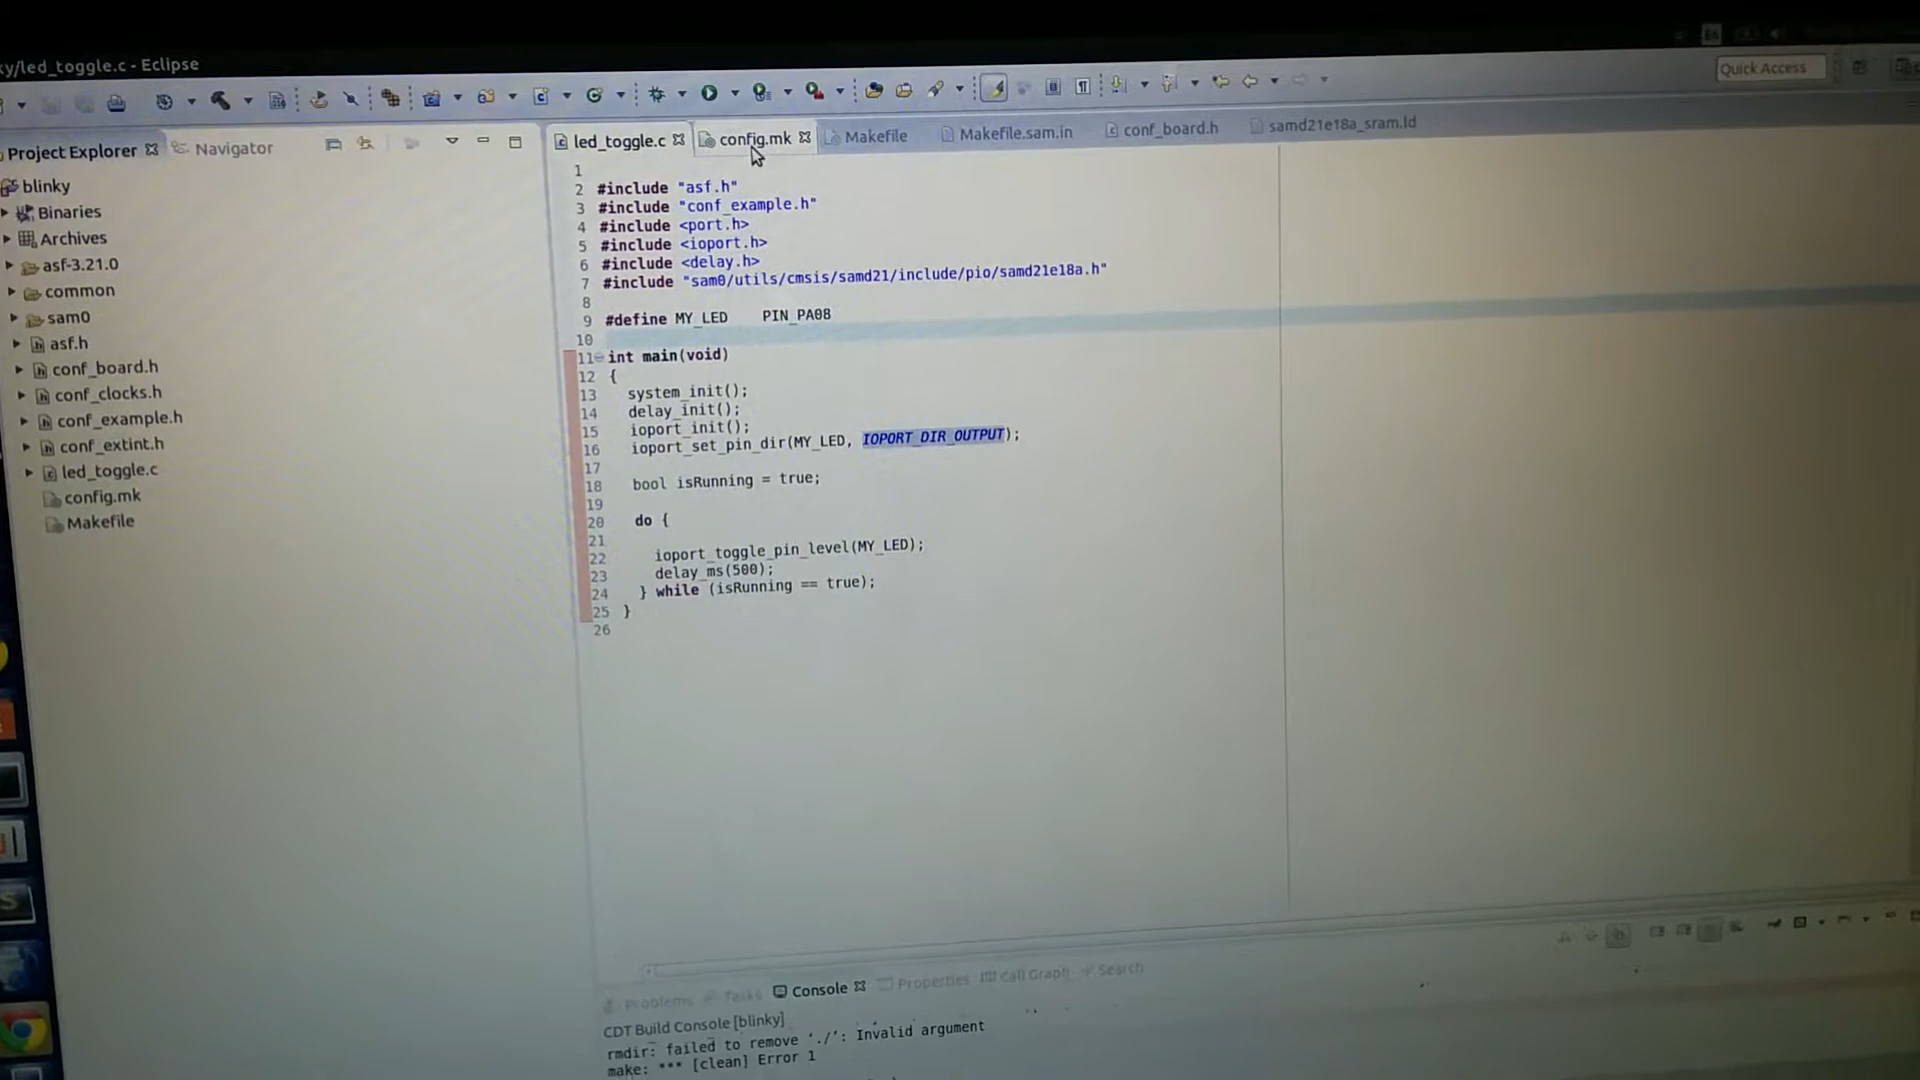 ky/led_toggle.c - Eclipse
En
Quick Access
Project Explorer
Navigator
led_toggle.c
config.mk
Makefile
Makefile.sam.in
conf_board.h
samd21e18a_sram.ld
blinky
Binaries
Archives
asf-3.21.0
common
sam0
asf.h
conf_board.h
conf_clocks.h
conf_example.h
conf_extint.h
led_toggle.c
config.mk
Makefile
1
2 #include "asf.h"
3 #include "conf_example.h"
4 #include <port.h>
5 #include <ioport.h>
6 #include <delay.h>
7 #include "sam0/utils/cmsis/samd21/include/pio/samd21e18a.h"
8
9 #define MY_LED PIN_PA08
10
11 int main(void)
12 {
13 system_init();
14 delay_init();
15 ioport_init();
16 ioport_set_pin_dir(MY_LED, IOPORT_DIR_OUTPUT);
17
18 bool isRunning = true;
19
20 do {
21
22 ioport_toggle_pin_level(MY_LED);
23 delay_ms(500);
24 } while (isRunning == true);
25 }
26
Problems
Tasks
Console
Properties
Call Graph
Search
CDT Build Console [blinky]
rmdir: failed to remove './': Invalid argument
make: *** [clean] Error 1